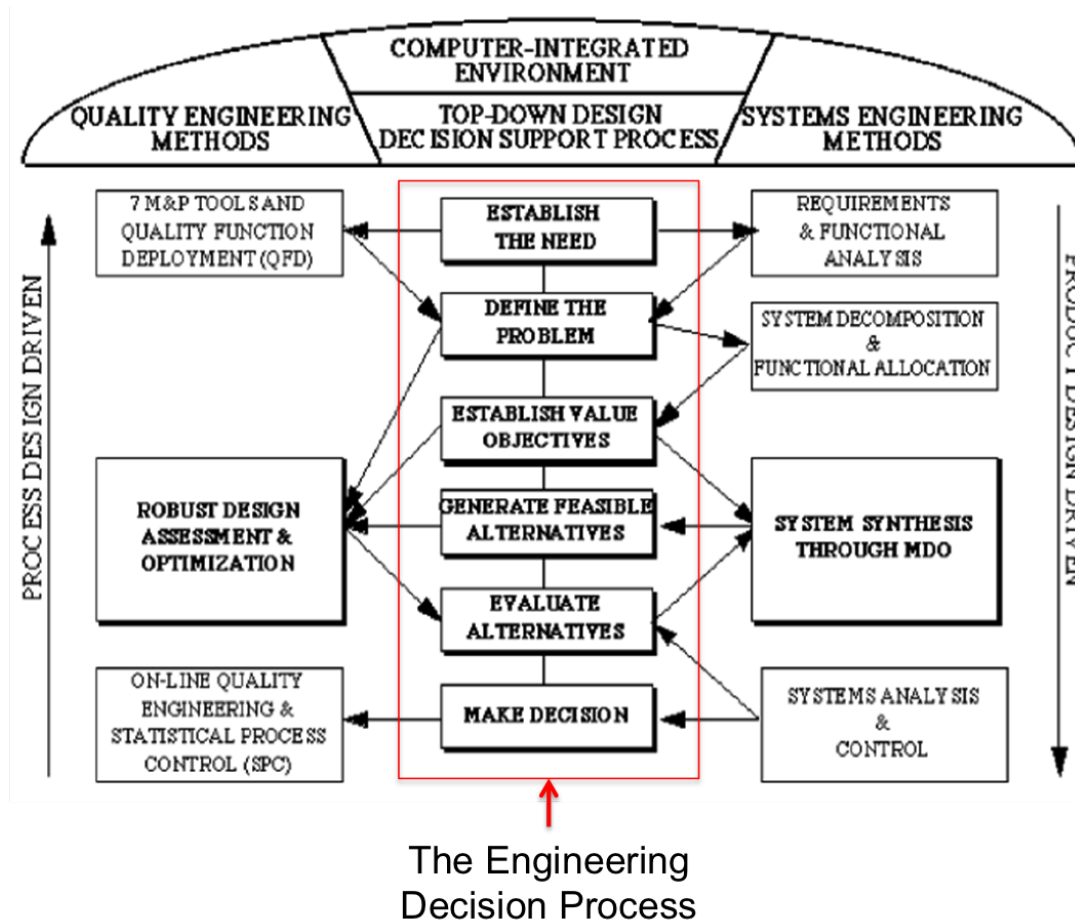 COMPUTER-INTEGRATED
ENVIRONMENT
QUALITY ENGINEERING
METHODS
TOP-DOWN DESIGN
DECISION SUPPORT PROCESS
SYSTEMS ENGINEERING
METHODS
PROCESS DESIGN DRIVEN
7 M&P TOOLS AND
QUALITY FUNCTION
DEPLOYMENT (QFD)
ESTABLISH
THE NEED
REQUIREMENTS
& FUNCTIONAL
ANALYSIS
DEFINE THE
PROBLEM
SYSTEM DECOMPOSITION
&
FUNCTIONAL ALLOCATION
ESTABLISH VALUE
OBJECTIVES
ROBUST DESIGN
ASSESSMENT &
OPTIMIZATION
GENERATE FEASIBLE
ALTERNATIVES
SYSTEM SYNTHESIS
THROUGH MDO
EVALUATE
ALTERNATIVES
ON-LINE QUALITY
ENGINEERING &
STATISTICAL PROCESS
CONTROL (SPC)
MAKE DECISION
SYSTEMS ANALYSIS
&
CONTROL
PRODUCT DESIGN DRIVEN
The Engineering
Decision Process